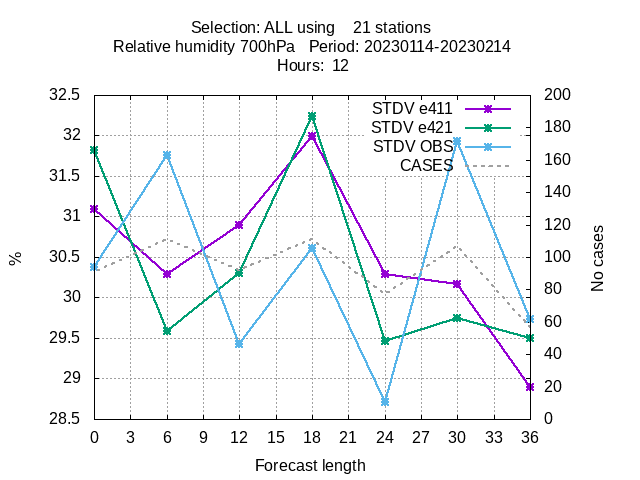 Selection: ALL using    21 stations
Relative humidity 700hPa   Period: 20230114-20230214
Hours:  12
STDV e411
STDV e421
STDV OBS
CASES
32.5
32
31.5
31
30.5
30
29.5
29
28.5
%
200
180
160
140
120
100
80
60
40
20
0
No cases
0 3 6 9 12 15 18 21 24 27 30 33 36
Forecast length